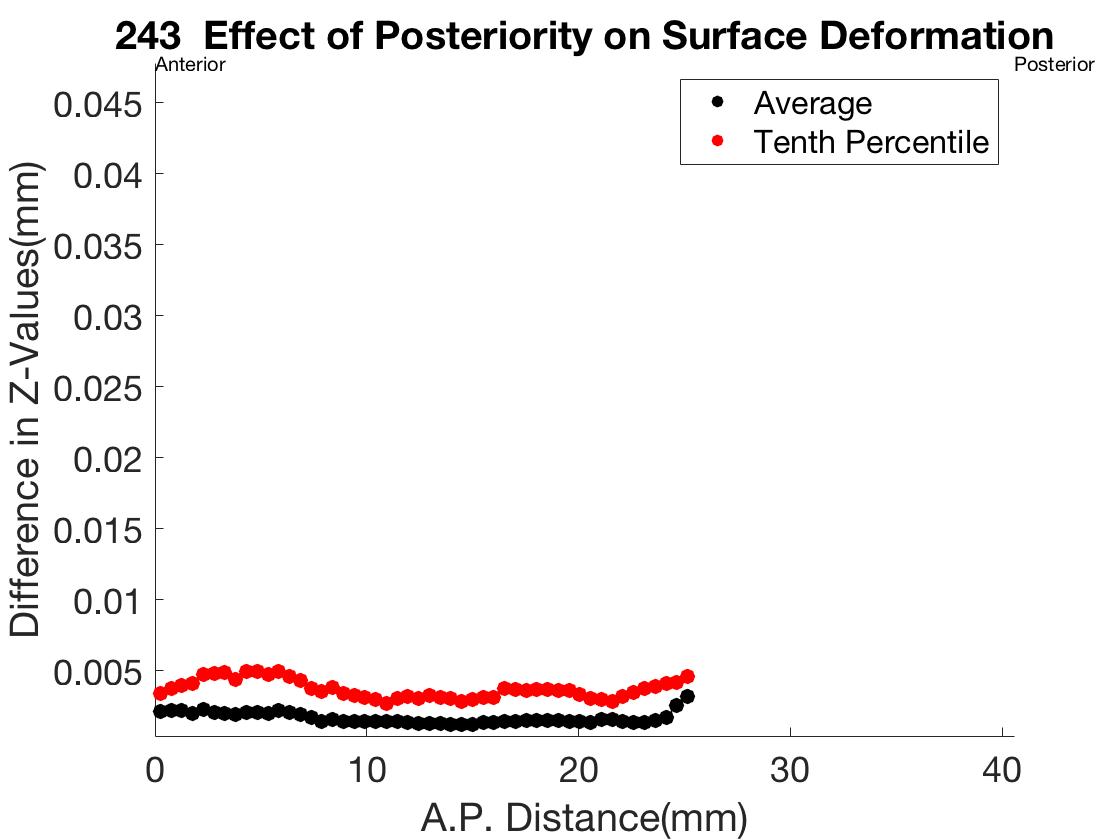 243  Effect of Posteriority on Surface Deformation
Anterior
Posterior
Average
Tenth Percentile
Difference in Z-Values(mm)
0.045
0.04
0.035
0.03
0.025
0.02
0.015
0.01
0.005
0
10
20
30
40
A.P. Distance(mm)